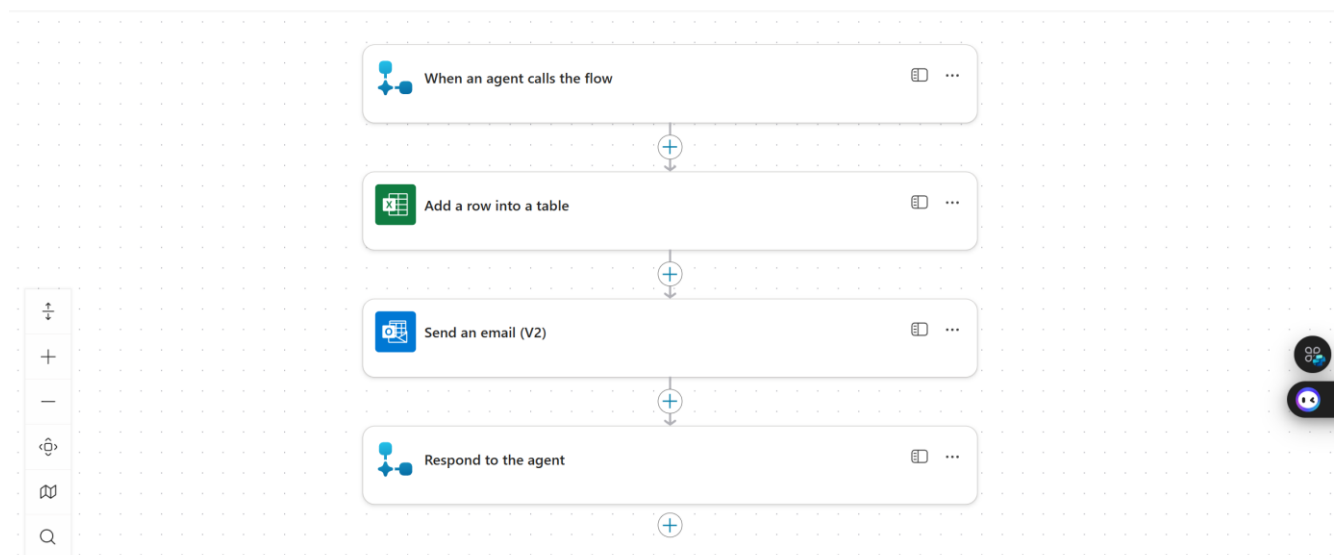 When an agent calls the flow
Add a row into a table
Send an email (V2)
Respond to the agent